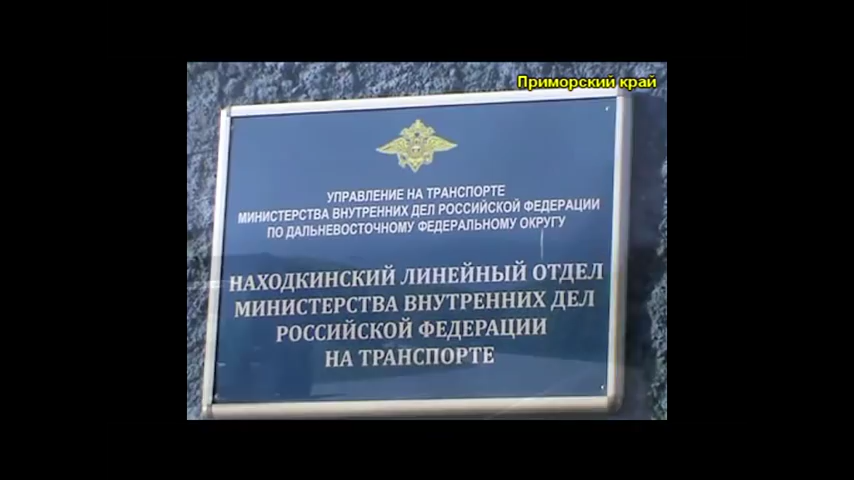 Приморский край
УПРАВЛЕНИЕ НА ТРАНСПОРТЕ
МИНИСТЕРСТВА ВНУТРЕННИХ ДЕЛ РОССИЙСКОЙ ФЕДЕРАЦИИ
ПО ДАЛЬНЕВОСТОЧНОМУ ФЕДЕРАЛЬНОМУ ОКРУГУ
НАХОДКИНСКИЙ ЛИНЕЙНЫЙ ОТДЕЛ
МИНИСТЕРСТВА ВНУТРЕННИХ ДЕЛ
РОССИЙСКОЙ ФЕДЕРАЦИИ
НА ТРАНСПОРТЕ